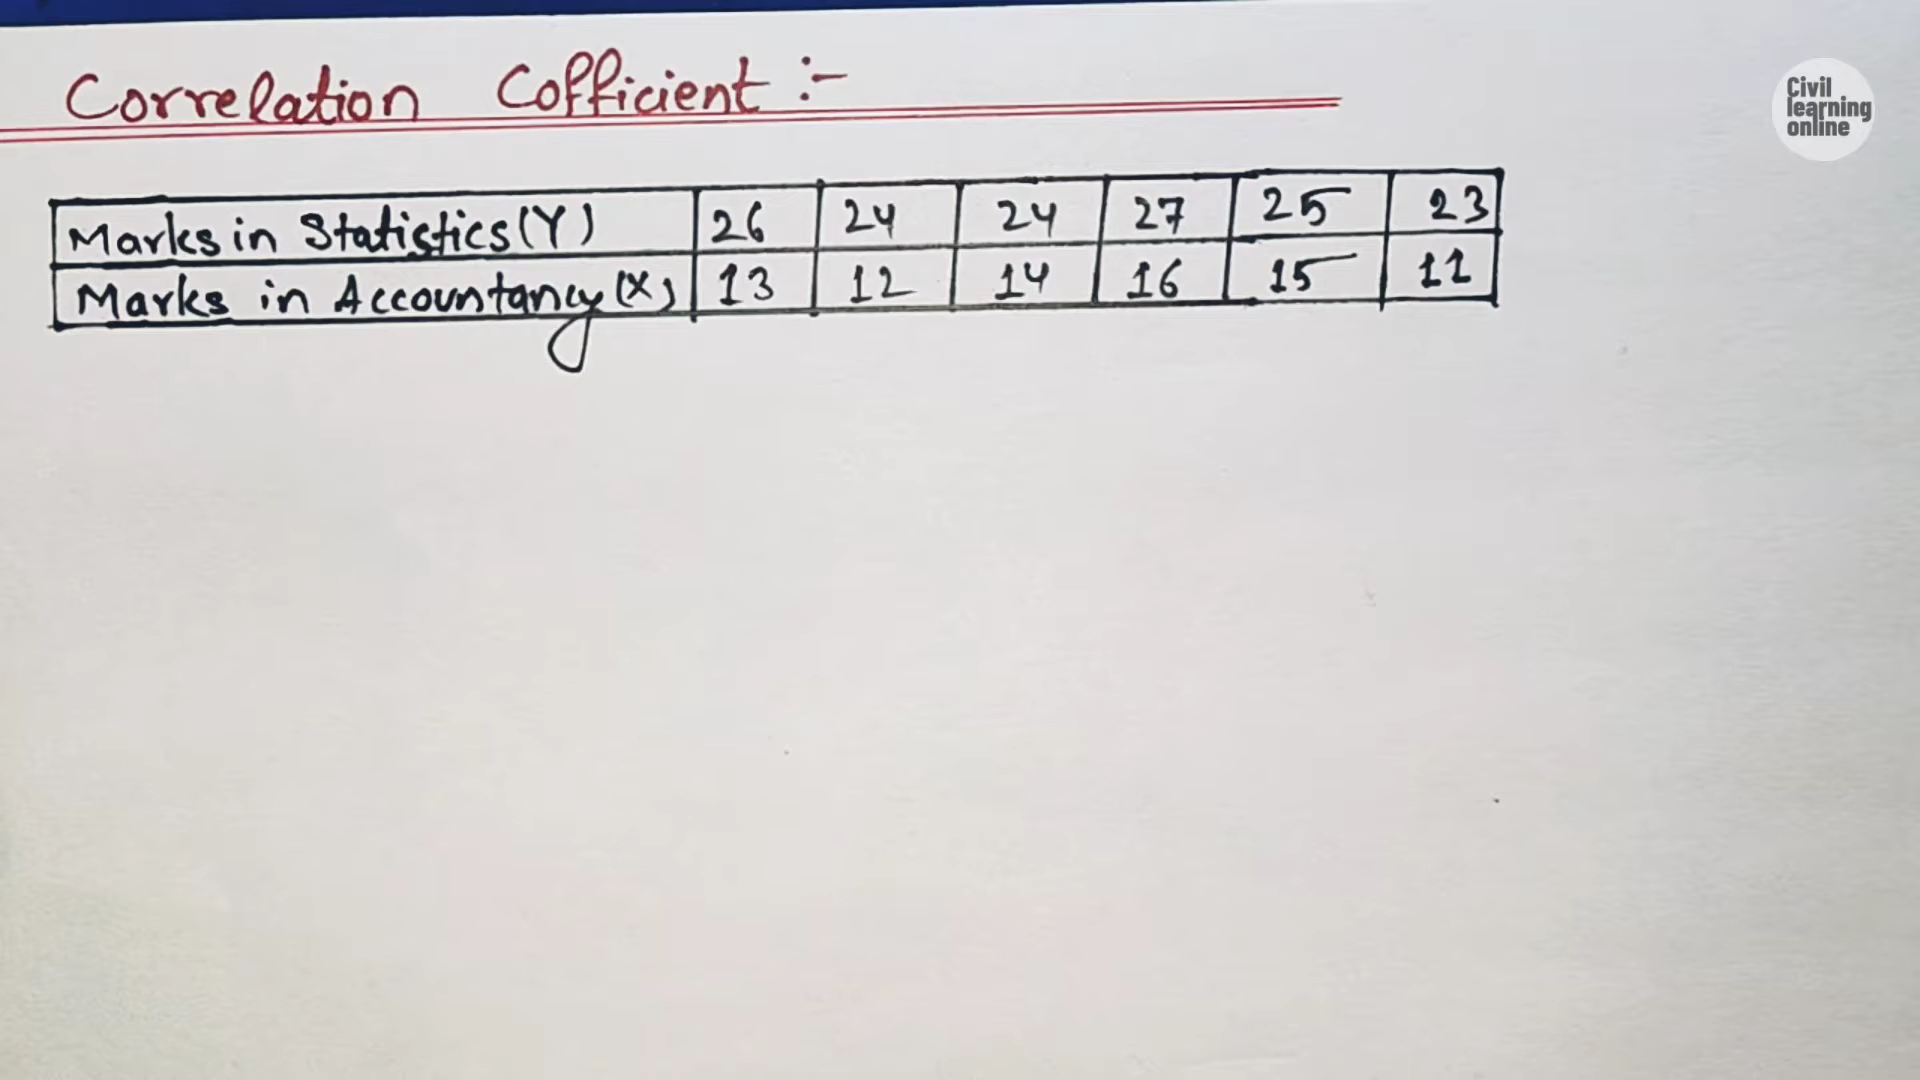 Correlation Cofficient :-
Civil
learning
online
Marks in Statistics (Y) 26 24 24 27 25 23
Marks in Accountancy (X) 13 12 14 16 15 11